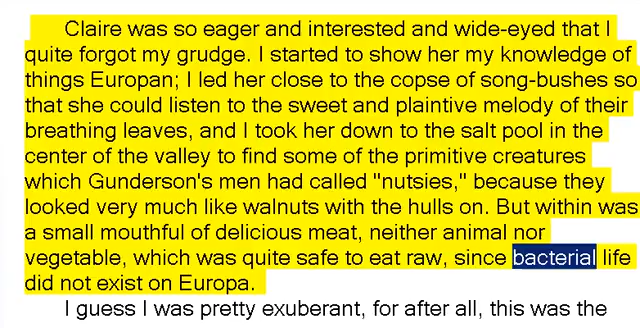 Claire was so eager and interested and wide-eyed that I
quite forgot my grudge. I started to show her my knowledge of
things Europan; I led her close to the copse of song-bushes so
that she could listen to the sweet and plaintive melody of their
breathing leaves, and I took her down to the salt pool in the
center of the valley to find some of the primitive creatures
which Gunderson's men had called "nutsies," because they
looked very much like walnuts with the hulls on. But within was
a small mouthful of delicious meat, neither animal nor
vegetable, which was quite safe to eat raw, since bacterial life
did not exist on Europa.
I guess I was pretty exuberant, for after all, this was the